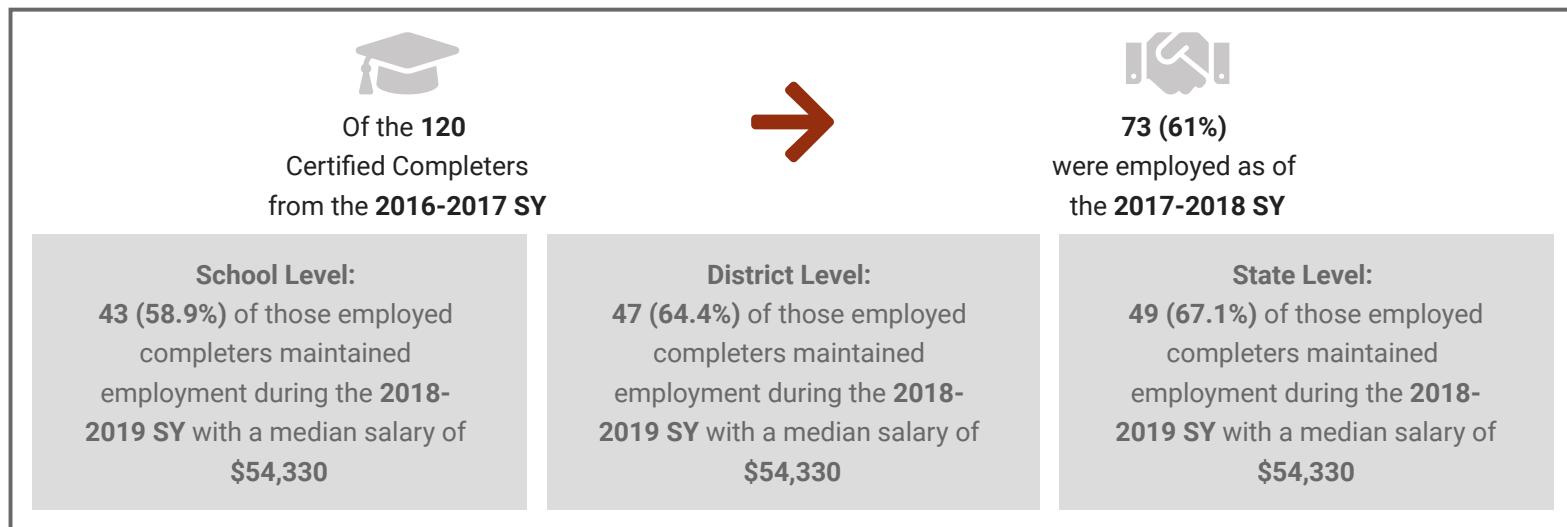 Of the 120
Certified Completers
from the 2016-2017 SY
73 (61%)
were employed as of
the 2017-2018 SY
School Level:
43 (58.9%) of those employed
completers maintained
employment during the 2018-
2019 SY with a median salary of
$54,330
District Level:
47 (64.4%) of those employed
completers maintained
employment during the 2018-
2019 SY with a median salary of
$54,330
State Level:
49 (67.1%) of those employed
completers maintained
employment during the 2018-
2019 SY with a median salary of
$54,330